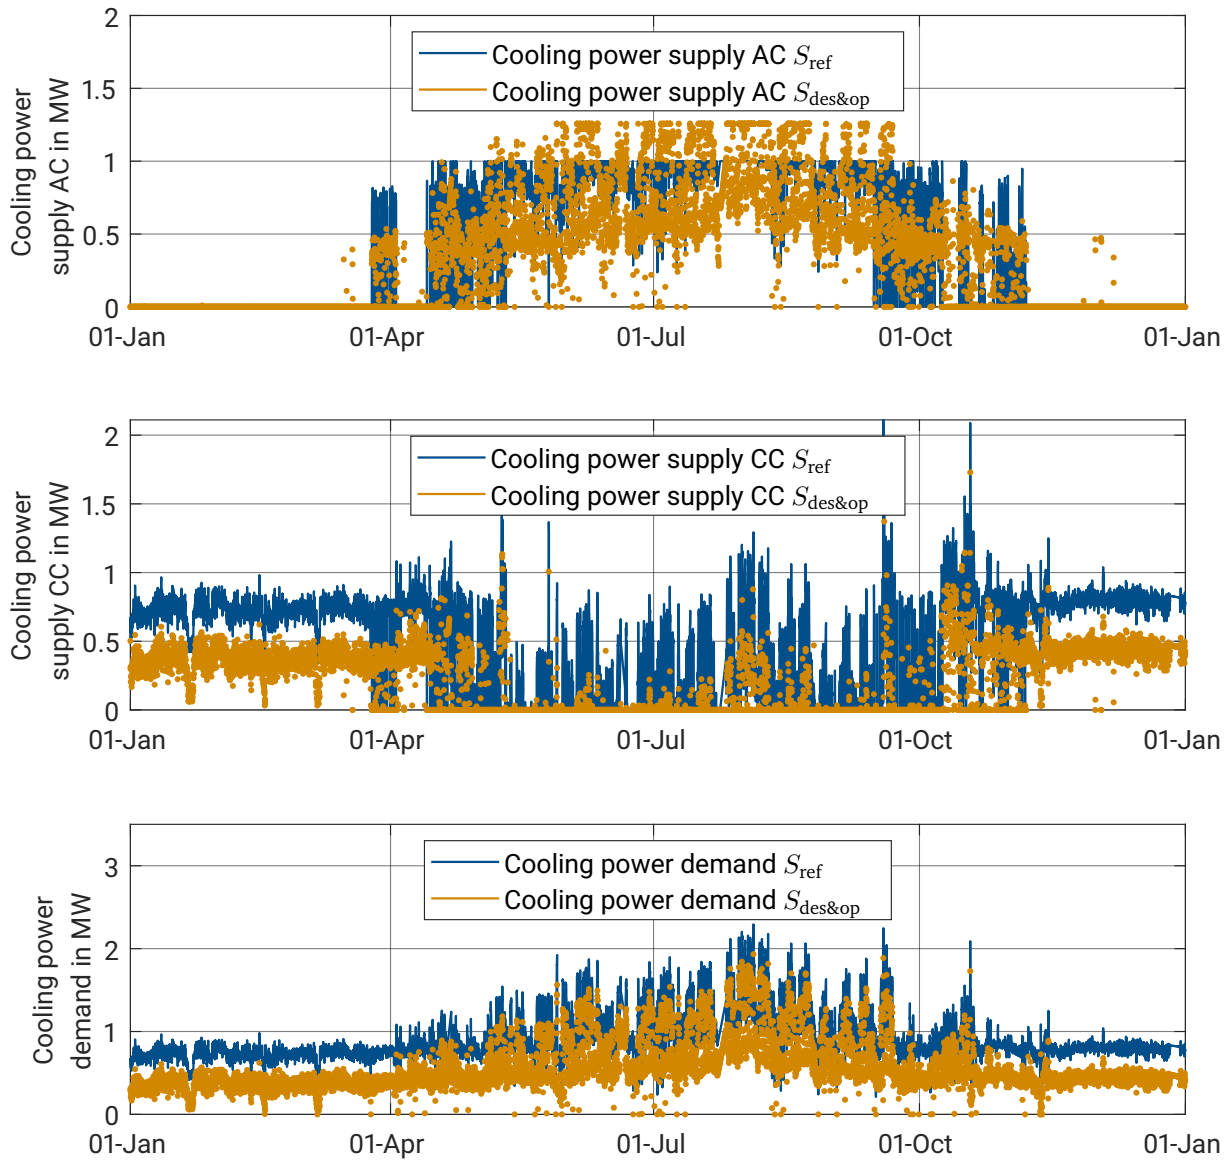 2
1.5
1
0.5
0
Cooling power
supply AC in MW
Cooling power supply AC S_ref
Cooling power supply AC S_des&op
01-Jan 01-Apr 01-Jul 01-Oct 01-Jan
2
1.5
1
0.5
0
Cooling power
supply CC in MW
Cooling power supply CC S_ref
Cooling power supply CC S_des&op
01-Jan 01-Apr 01-Jul 01-Oct 01-Jan
3
2
1
0
Cooling power
demand in MW
Cooling power demand S_ref
Cooling power demand S_des&op
01-Jan 01-Apr 01-Jul 01-Oct 01-Jan